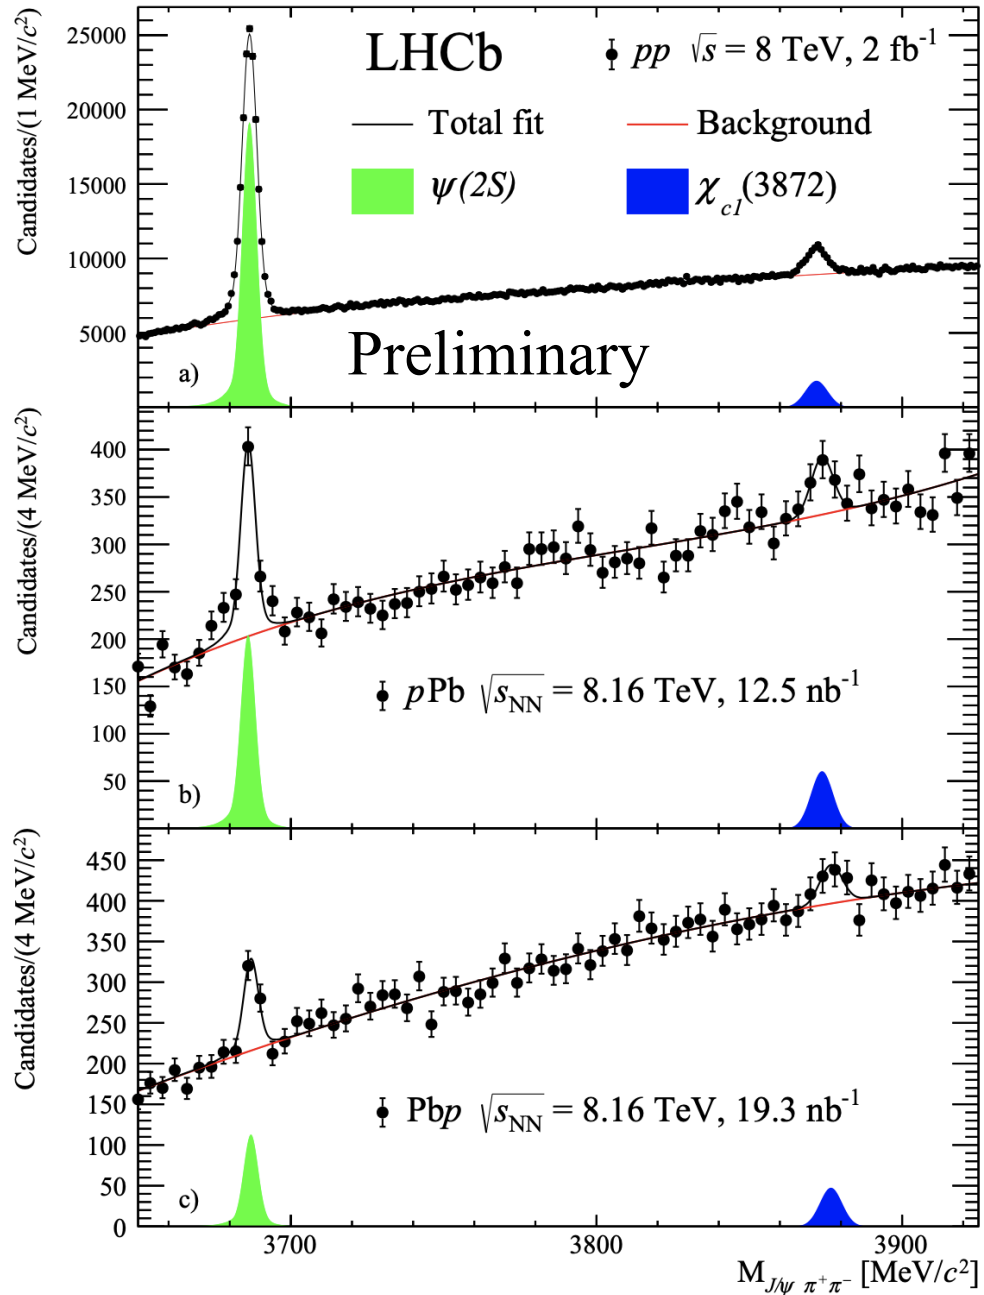 Candidates/(1 MeV/c²)
25000
20000
15000
10000
5000
LHCb
pp √s = 8 TeV, 2 fb⁻¹
Total fit
Background
ψ(2S)
χc1(3872)
Preliminary
a)
Candidates/(4 MeV/c²)
400
350
300
250
200
150
100
50
pPb √sNN = 8.16 TeV, 12.5 nb⁻¹
b)
Candidates/(4 MeV/c²)
450
400
350
300
250
200
150
100
50
0
Pbp √sNN = 8.16 TeV, 19.3 nb⁻¹
c)
3700
3800
3900
M J/ψ π⁺π⁻ [MeV/c²]